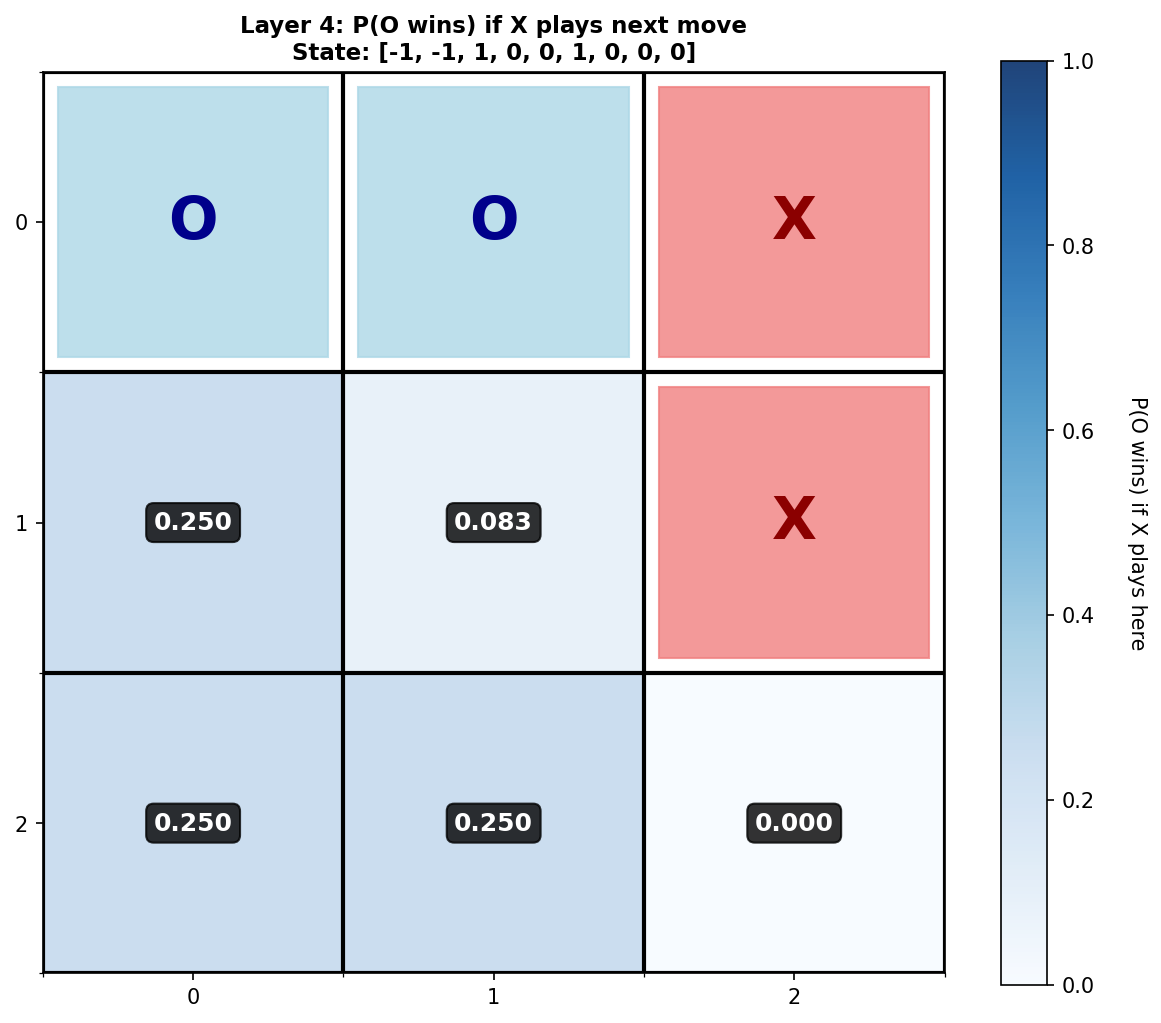 Layer 4: P(O wins) if X plays next move
State: [-1, -1, 1, 0, 0, 1, 0, 0, 0]
0
O
O
X
1
0.250
0.083
X
2
0.250
0.250
0.000
0
1
2
1.0
0.8
0.6
0.4
0.2
0.0
P(O wins) if X plays here